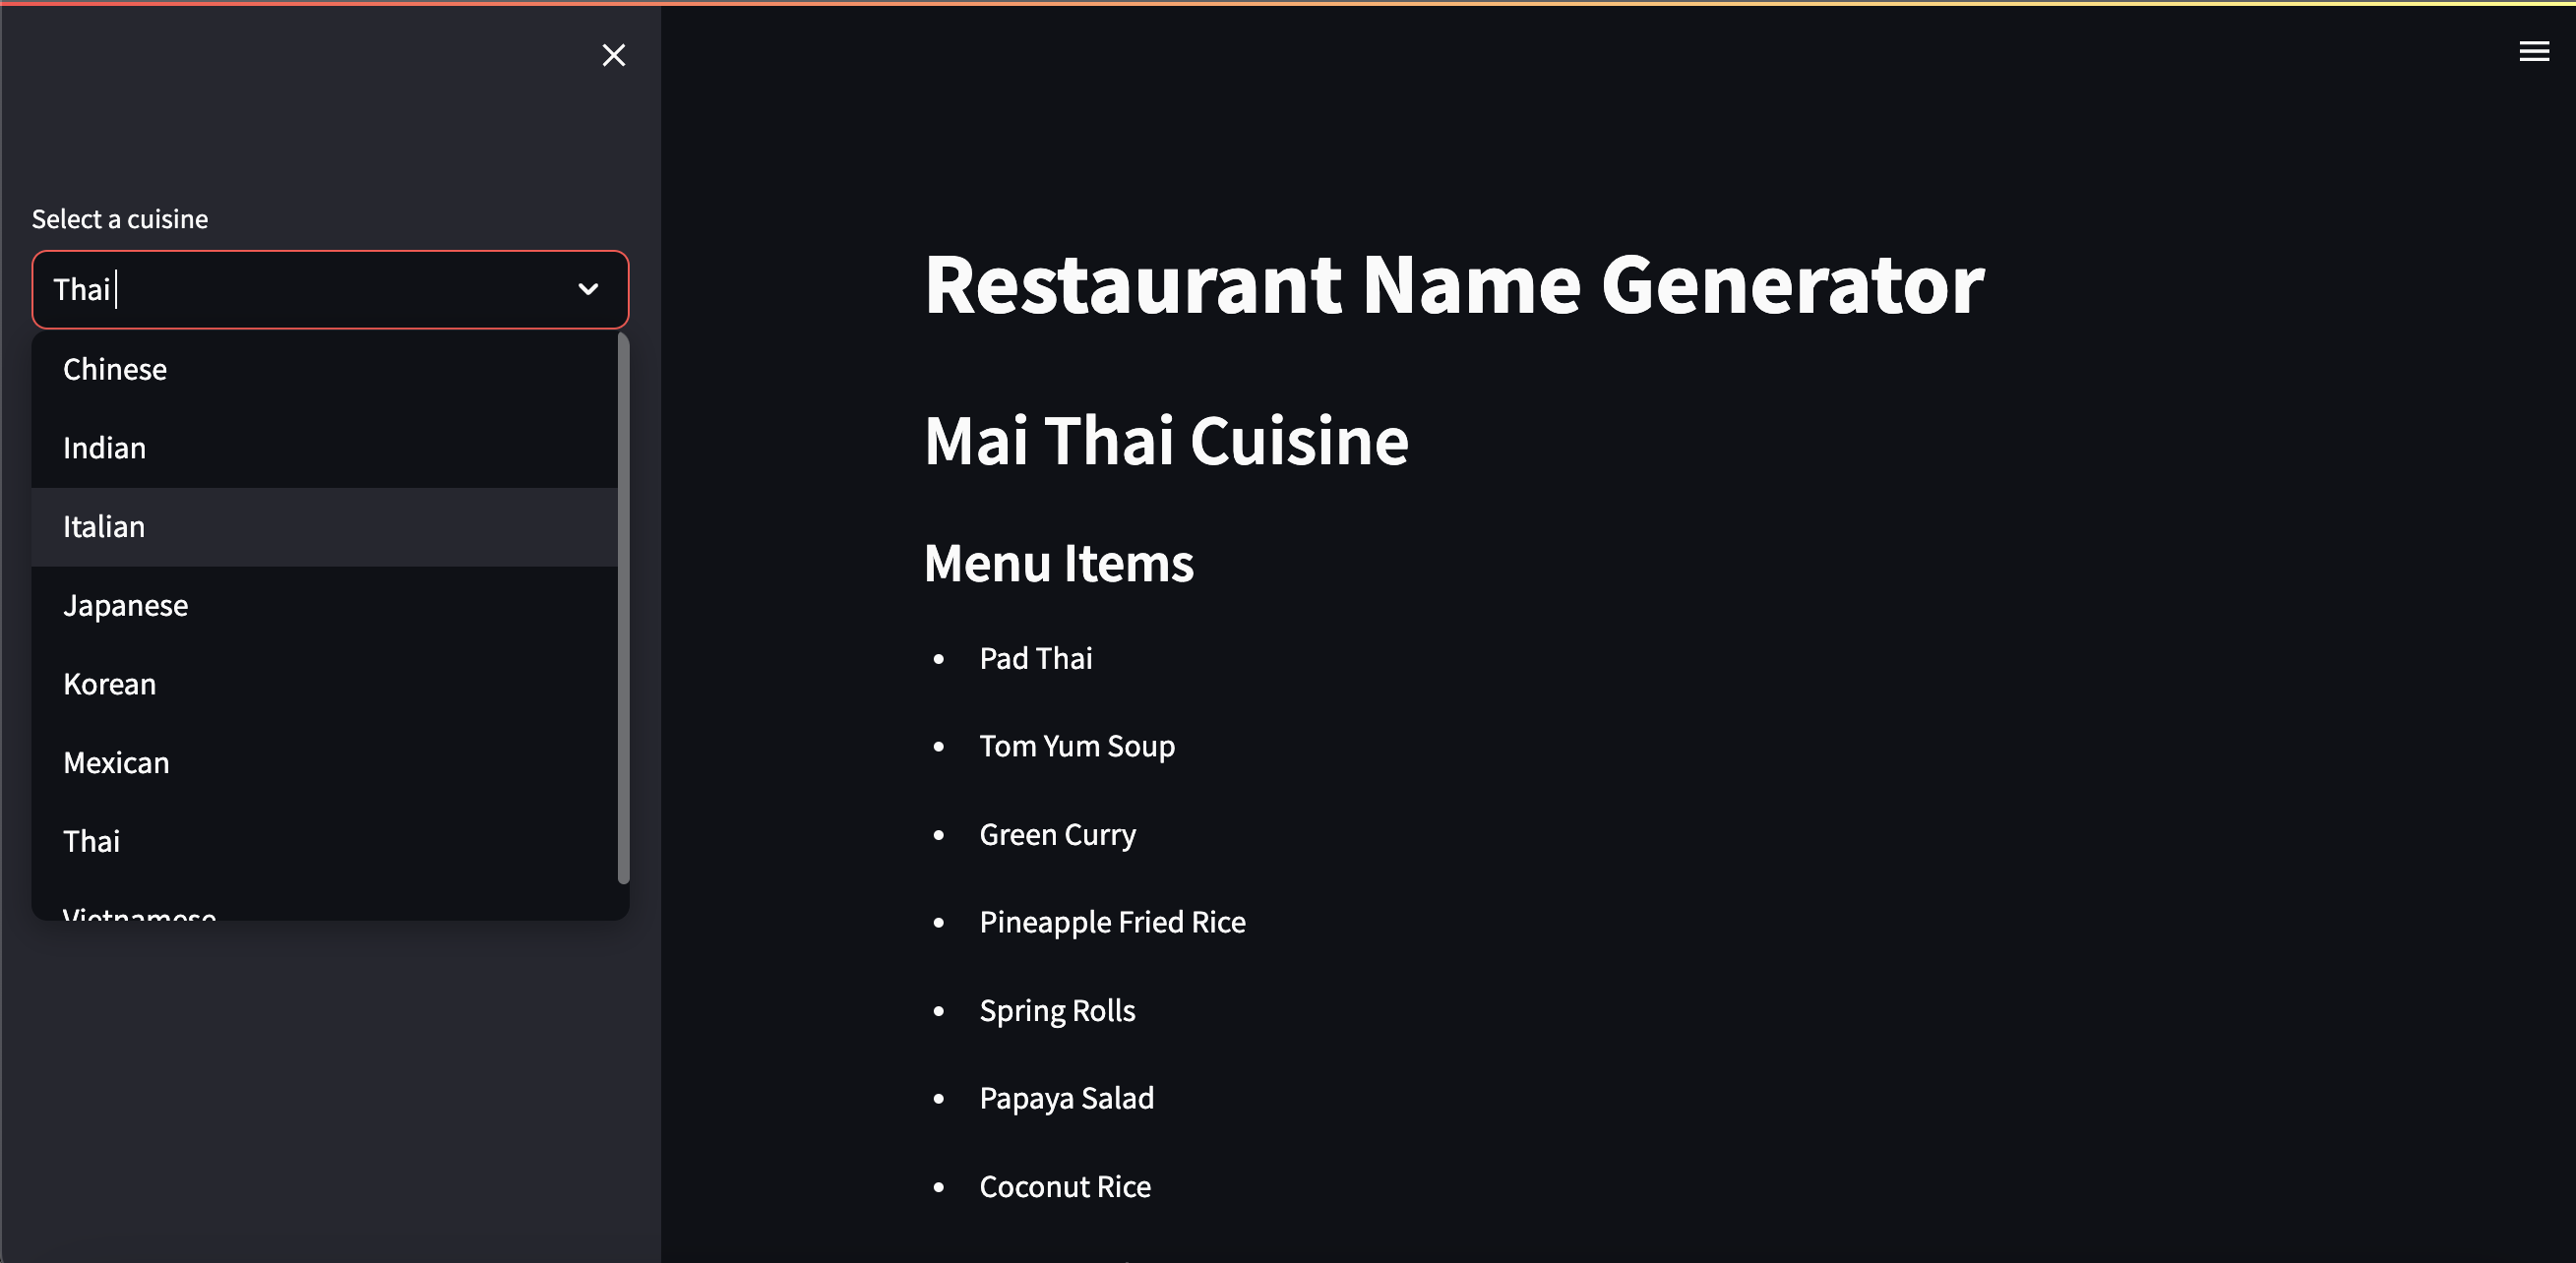 Select a cuisine
Thai
Chinese
Indian
Italian
Japanese
Korean
Mexican
Thai
Vietnamese
Restaurant Name Generator
Mai Thai Cuisine
Menu Items
• Pad Thai
• Tom Yum Soup
• Green Curry
• Pineapple Fried Rice
• Spring Rolls
• Papaya Salad
• Coconut Rice